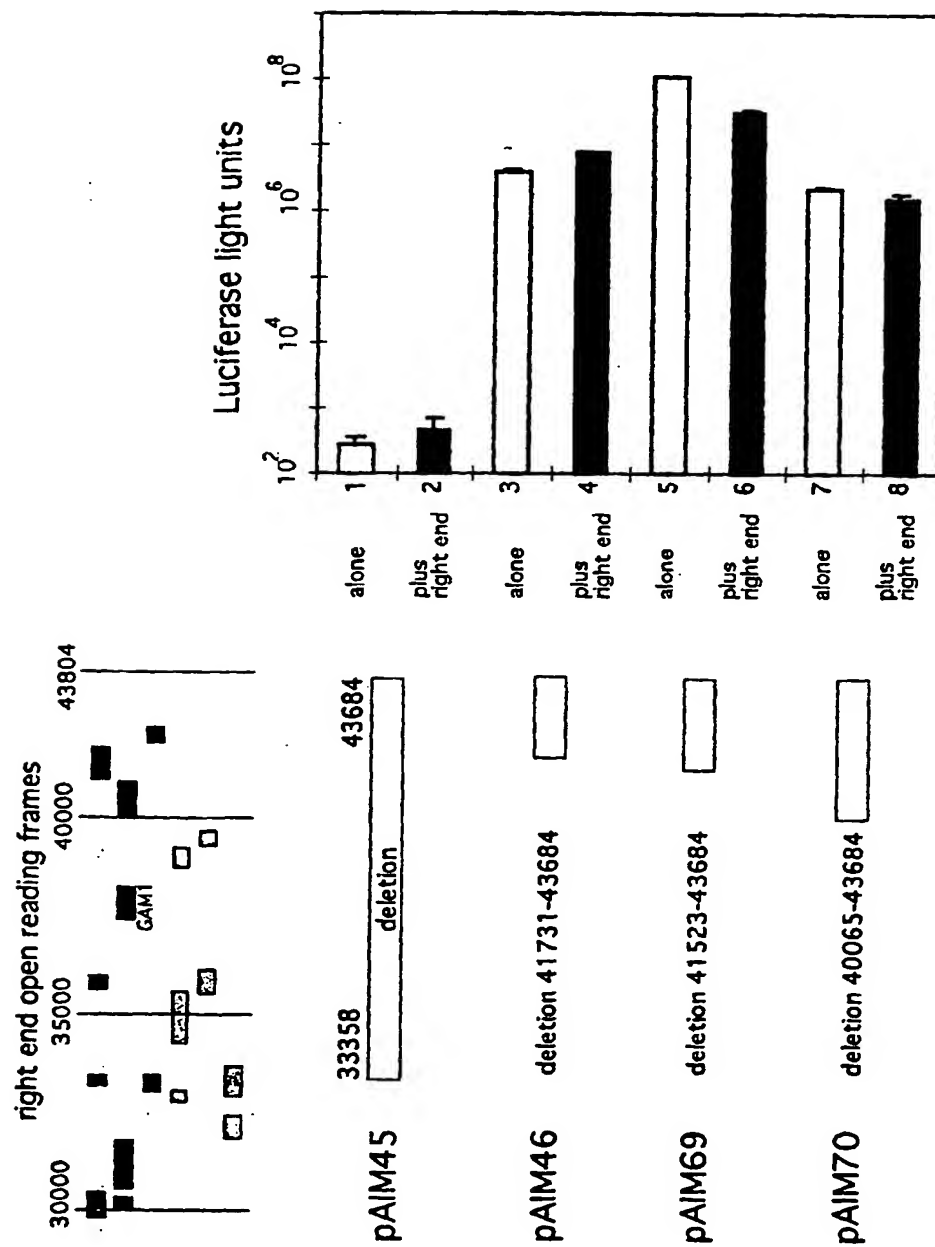 right end open reading frames
30000
35000
40000
43804
GAM1
pAIM45
33358
deletion
43684
pAIM46
deletion 41731-43684
pAIM69
deletion 41523-43684
pAIM70
deletion 40065-43684
Luciferase light units
10²
10⁴
10⁶
10⁸
alone
1
plus
right end
2
alone
3
plus
right end
4
alone
5
plus
right end
6
alone
7
plus
right end
8